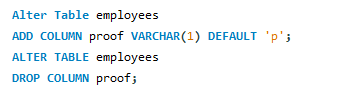 Alter Table employees
ADD COLUMN proof VARCHAR(1) DEFAULT 'p';
ALTER TABLE employees
DROP COLUMN proof;